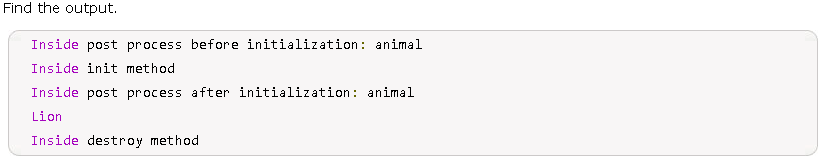 Find the output.
Inside post process before initialization: animal
Inside init method
Inside post process after initialization: animal
Lion
Inside destroy method